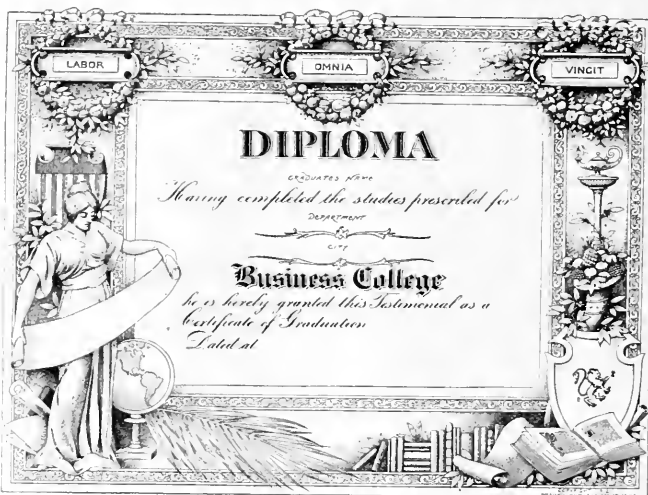 LABOR OMNIA VINCIT
DIPLOMA
GRADUATES NAME
Having completed the studies prescribed for
DEPARTMENT
CITY
Business College
he is hereby granted this Testimonial as a
Certificate of Graduation
Dated at